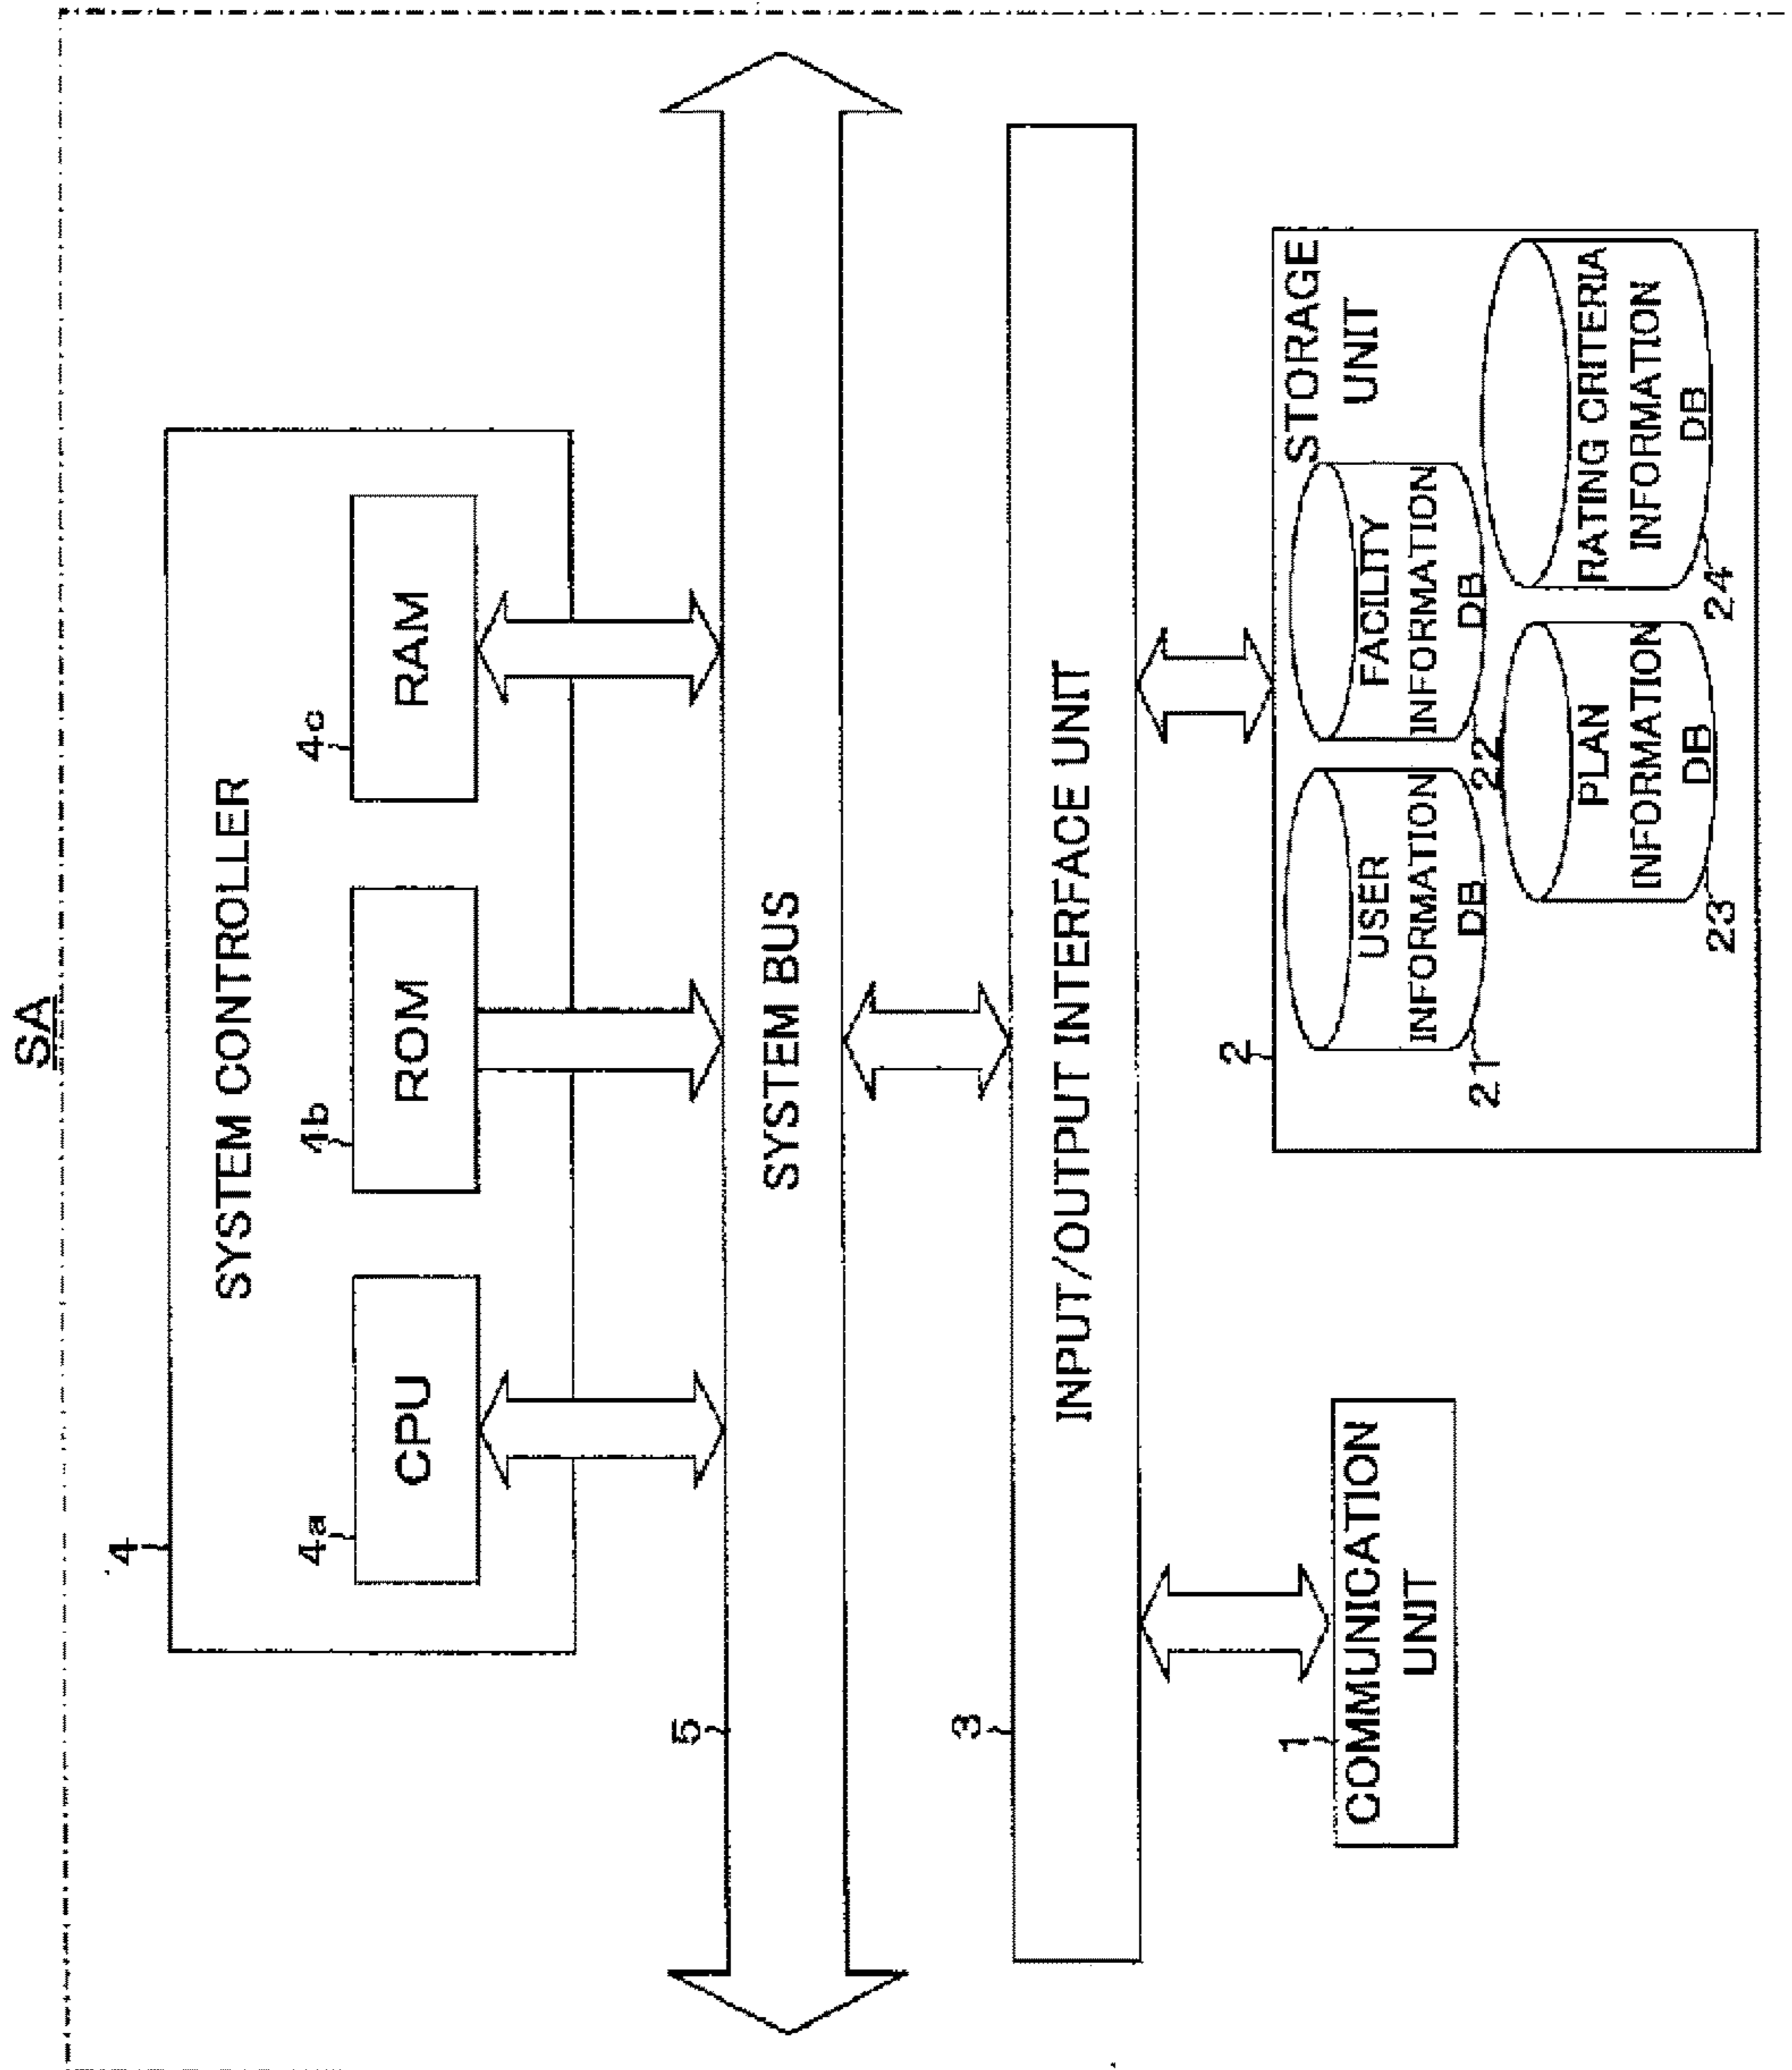 SA
4
SYSTEM CONTROLLER
4a
CPU
4b
ROM
4c
RAM
5
SYSTEM BUS
3
INPUT/OUTPUT INTERFACE UNIT
1
COMMUNICATION
UNIT
2
STORAGE
UNIT
USER
INFORMATION
DB
21
FACILITY
INFORMATION
DB
22
PLAN
INFORMATION
DB
23
RATING CRITERIA
INFORMATION
DB
24